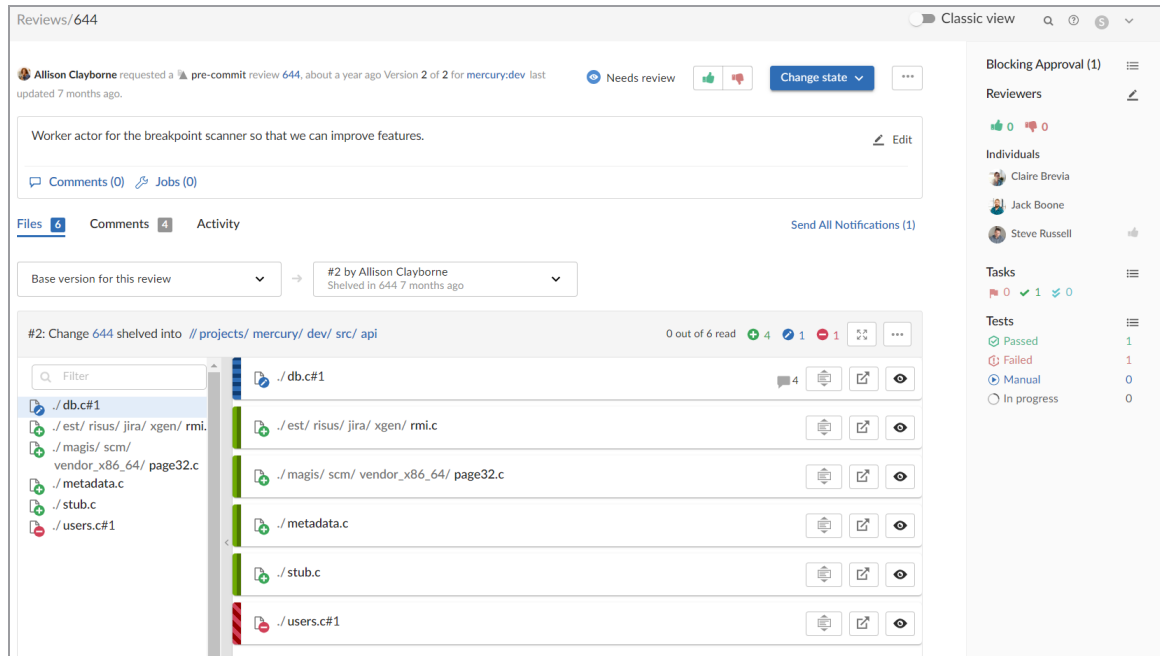 Reviews/644
Classic view
S
Allison Clayborne requested a pre-commit review 644, about a year ago Version 2 of 2 for mercury:dev last
updated 7 months ago.
Needs review
Change state
Worker actor for the breakpoint scanner so that we can improve features.
Edit
Comments (0) Jobs (0)
Files 6 Comments 4 Activity
Send All Notifications (1)
Base version for this review
#2 by Allison Clayborne
Shelved in 644 7 months ago
#2: Change 644 shelved into //projects/ mercury/ dev/ src/ api
0 out of 6 read 4 1 1
Filter
./ db.c#1
./ est/ risus/ jira/ xgen/ rmi.
./ magis/ scm/
vendor_x86_64/ page32.c
./ metadata.c
./ stub.c
./ users.c#1
./ db.c#1
4
./ est/ risus/ jira/ xgen/ rmi.c
./ magis/ scm/ vendor_x86_64/ page32.c
./ metadata.c
./ stub.c
./ users.c#1
Blocking Approval (1)
Reviewers
0 0
Individuals
Claire Brevia
Jack Boone
Steve Russell
Tasks
0 1 0
Tests
Passed 1
Failed 1
Manual 0
In progress 0